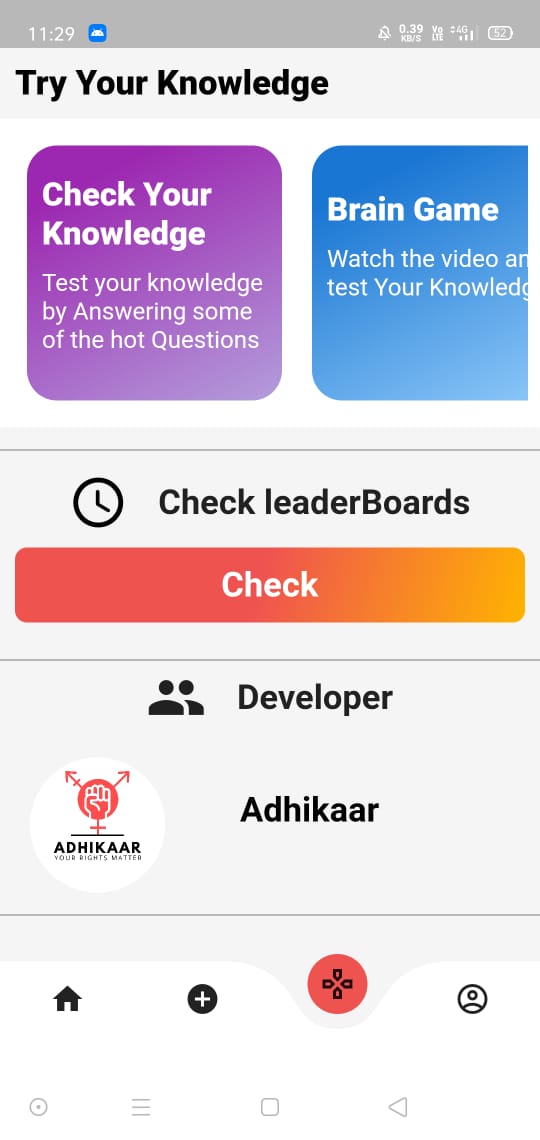 11:29 0.39 KB/S Vo LTE 4G 52
Try Your Knowledge
Check Your
Knowledge
Test your knowledge
by Answering some
of the hot Questions
Brain Game
Watch the video an
test Your Knowledg
Check leaderBoards
Check
Developer
ADHIKAAR
YOUR RIGHTS MATTER
Adhikaar